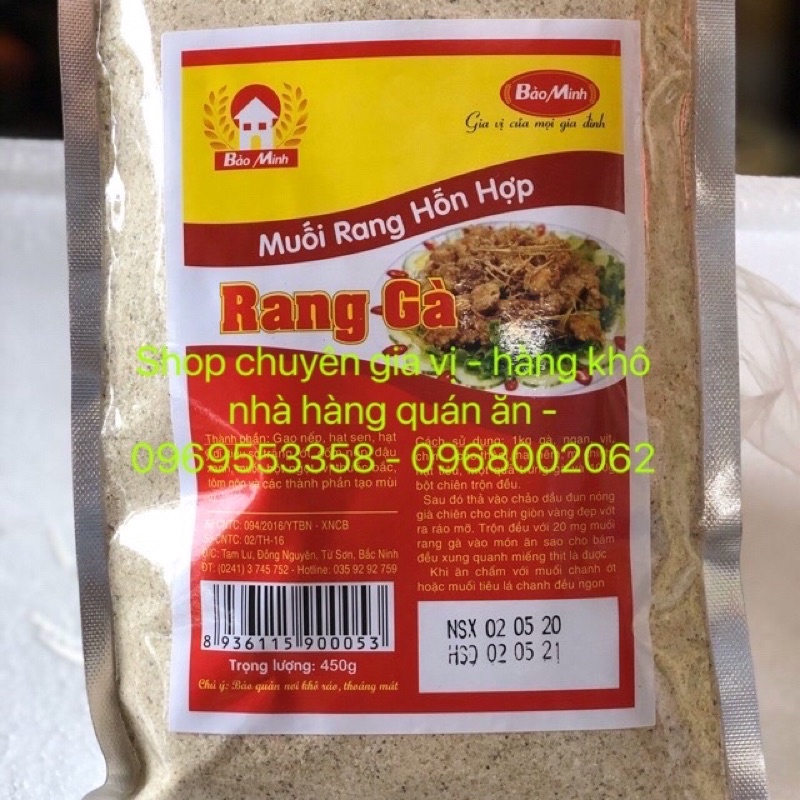 Bảo Minh
Bảo Minh
Gia vị của mọi gia đình
Muối Rang Hỗn Hợp
Rang Gà
Shop chuyên gia vị - hàng khô
nhà hàng quán ăn -
0969553358 - 0968002062
Thành phần: Gạo nếp, hạt sen, hạt
tôm nõn và các thành phần tạo mùi
vị
CNTC: 094/2016/YTBN - XNCB
CNTC: 02/TH-16
Đ/C: Tam Lư, Đồng Nguyên, Từ Sơn, Bắc Ninh
ĐT: (0241) 3 745 752 - Hotline: 035 92 92 759
8 936115 900053
Trọng lượng: 450g
Chú ý: Bảo quản nơi khô ráo, thoáng mát
Cách sử dụng: 1kg gà, ngan, vịt,
bột chiên trộn đều.
Sau đó thả vào chảo dầu đun nóng
già chiên cho chín giòn vàng đẹp vớt
ra ráo mỡ. Trộn đều với 20 mg muối
rang gà vào món ăn sao cho bám
đều xung quanh miếng thịt là được
Khi ăn chấm với muối chanh ớt
hoặc muối tiêu lá chanh đều ngon
NSX 02 05 20
HSD 02 05 21